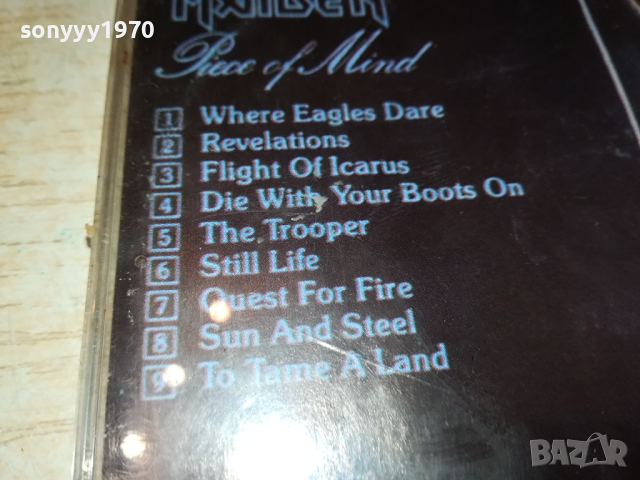 sonyyy1970
MAIDEN
Piece of Mind
1 Where Eagles Dare
2 Revelations
3 Flight Of Icarus
4 Die With Your Boots On
5 The Trooper
6 Still Life
7 Quest For Fire
8 Sun And Steel
9 To Tame A Land
BAZAR